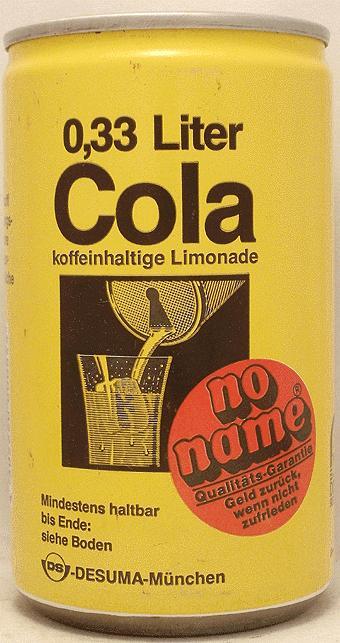 0,33 Liter
Cola
koffeinhaltige Limonade
no
name®
Qualitäts-Garantie
Geld zurück,
wenn nicht
zufrieden
Mindestens haltbar
bis Ende:
siehe Boden
DS-DESUMA-München